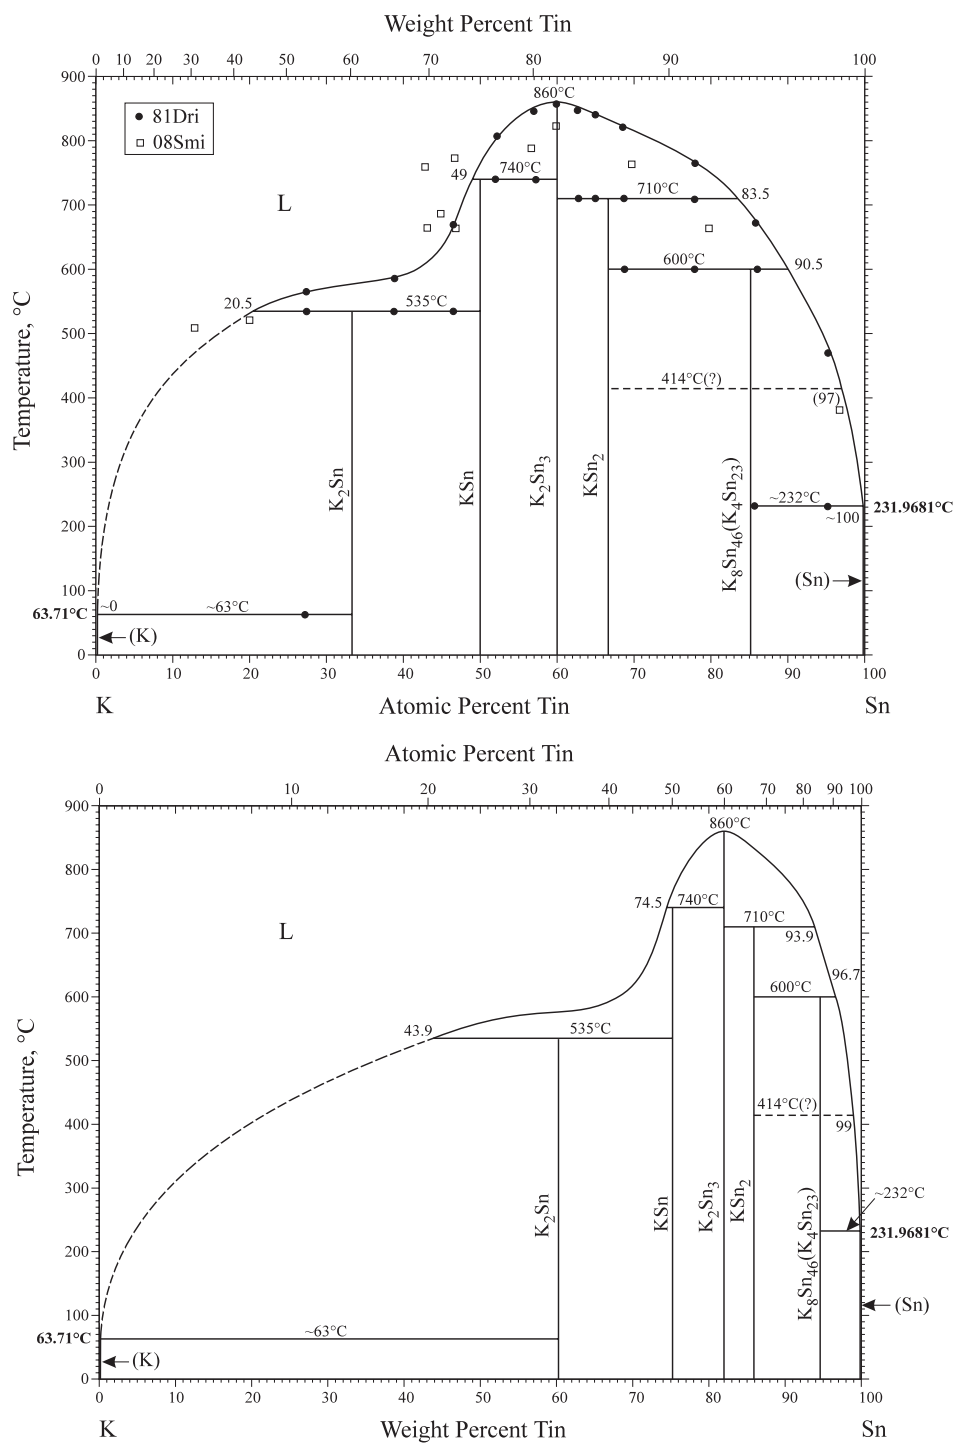 Weight Percent Tin
0 10 20 30 40 50 60 70 80 90 100
900
800
700
600
500
400
300
200
100
0
Temperature, °C
81Dri
08Smi
L
860°C
49
740°C
710°C
83.5
600°C
90.5
20.5
535°C
414°C(?)
(97)
K2Sn
KSn
K2Sn3
KSn2
K8Sn46(K4Sn23)
~232°C
~100
231.9681°C
(Sn)
63.71°C
~0
~63°C
(K)
0 10 20 30 40 50 60 70 80 90 100
K
Atomic Percent Tin
Sn
Atomic Percent Tin
0 10 20 30 40 50 60 70 80 90 100
900
800
700
600
500
400
300
200
100
0
Temperature, °C
L
860°C
74.5
740°C
710°C
93.9
96.7
600°C
43.9
535°C
414°C(?)
99
K2Sn
KSn
K2Sn3
KSn2
K8Sn46(K4Sn23)
~232°C
231.9681°C
(Sn)
63.71°C
~63°C
(K)
0 10 20 30 40 50 60 70 80 90 100
K
Weight Percent Tin
Sn